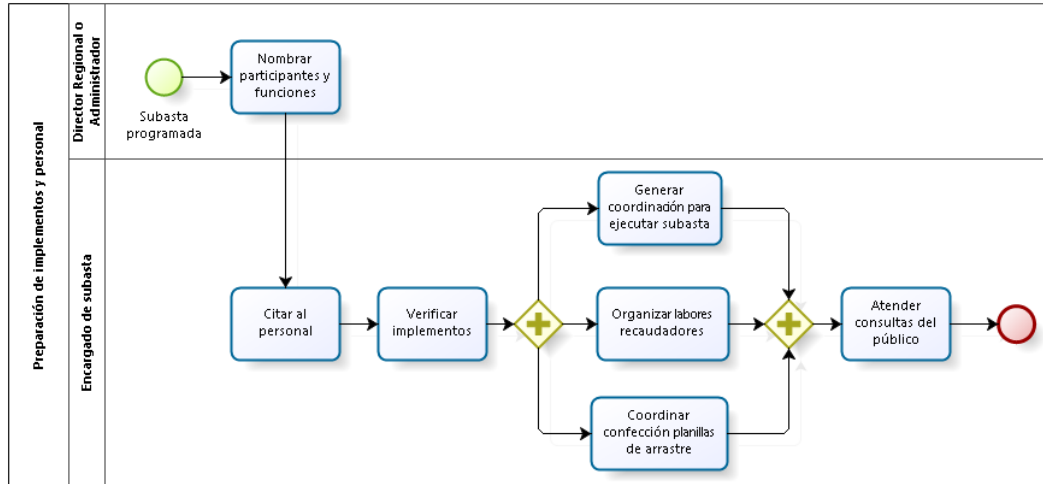 Preparación de implementos y personal
Director Regional o
Administrador
Subasta
programada
Nombrar
participantes y
funciones
Encargado de subasta
Citar al
personal
Verificar
implementos
Generar
coordinación para
ejecutar subasta
Organizar labores
recaudadores
Coordinar
confección planillas
de arrastre
Atender
consultas del
público